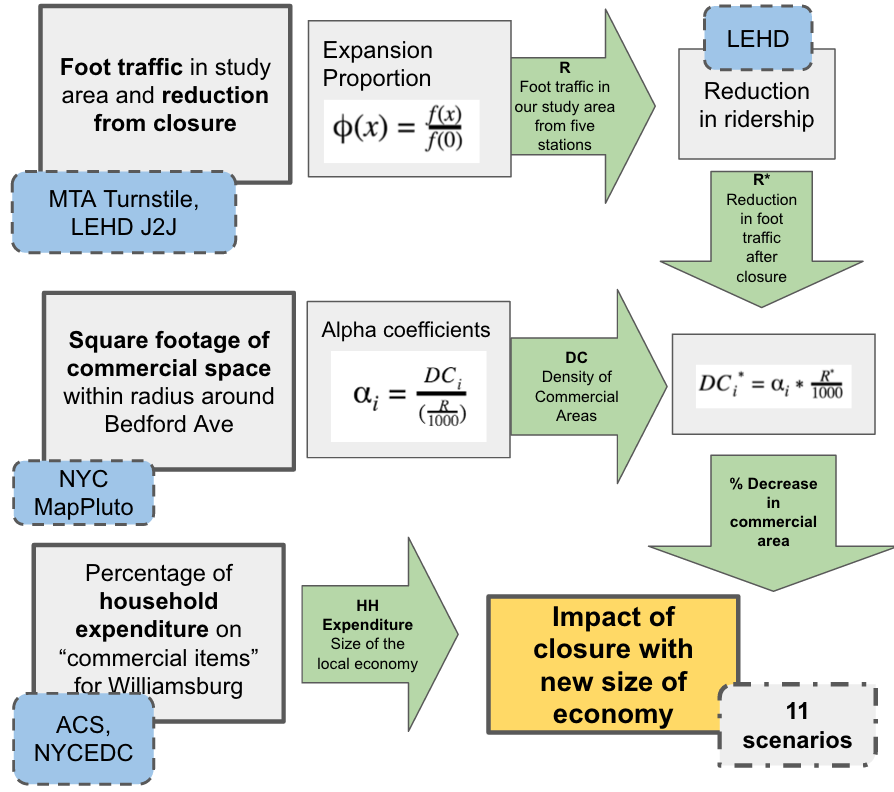 Foot traffic in study
area and reduction
from closure
MTA Turnstile,
LEHD J2J
Expansion
Proportion
ϕ(x) = f(x)/f(0)
R
Foot traffic in
our study area
from five
stations
LEHD
Reduction
in ridership
R*
Reduction
in foot
traffic
after
closure
Square footage of
commercial space
within radius around
Bedford Ave
NYC
MapPluto
Alpha coefficients
αᵢ = DCᵢ/(R/1000)
DC
Density of
Commercial
Areas
DCᵢ* = αᵢ * R*/1000
% Decrease
in
commercial
area
Percentage of
household
expenditure on
“commercial items”
for Williamsburg
ACS,
NYCEDC
HH
Expenditure
Size of the
local economy
Impact of
closure with
new size of
economy
11
scenarios